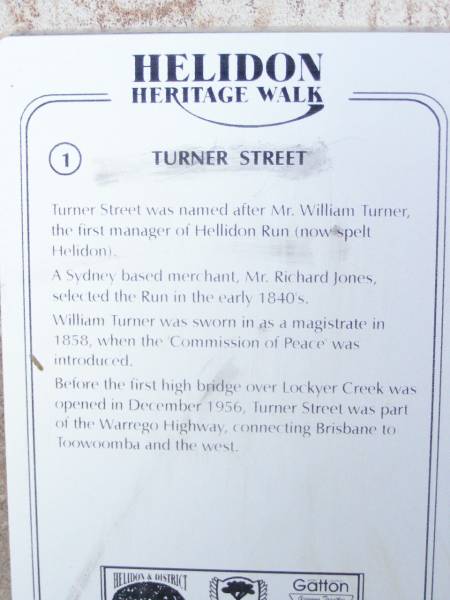 HELIDON
HERITAGE WALK
1 TURNER STREET
Turner Street was named after Mr. William Turner,
the first manager of Hellidon Run (now spelt
Helidon).
A Sydney based merchant, Mr. Richard Jones,
selected the Run in the early 1840's.
William Turner was sworn in as a magistrate in
1858, when the 'Commission of Peace' was
introduced.
Before the first high bridge over Lockyer Creek was
opened in December 1956, Turner Street was part
of the Warrego Highway, connecting Brisbane to
Toowoomba and the west.
HELIDON & DISTRICT
Gatton